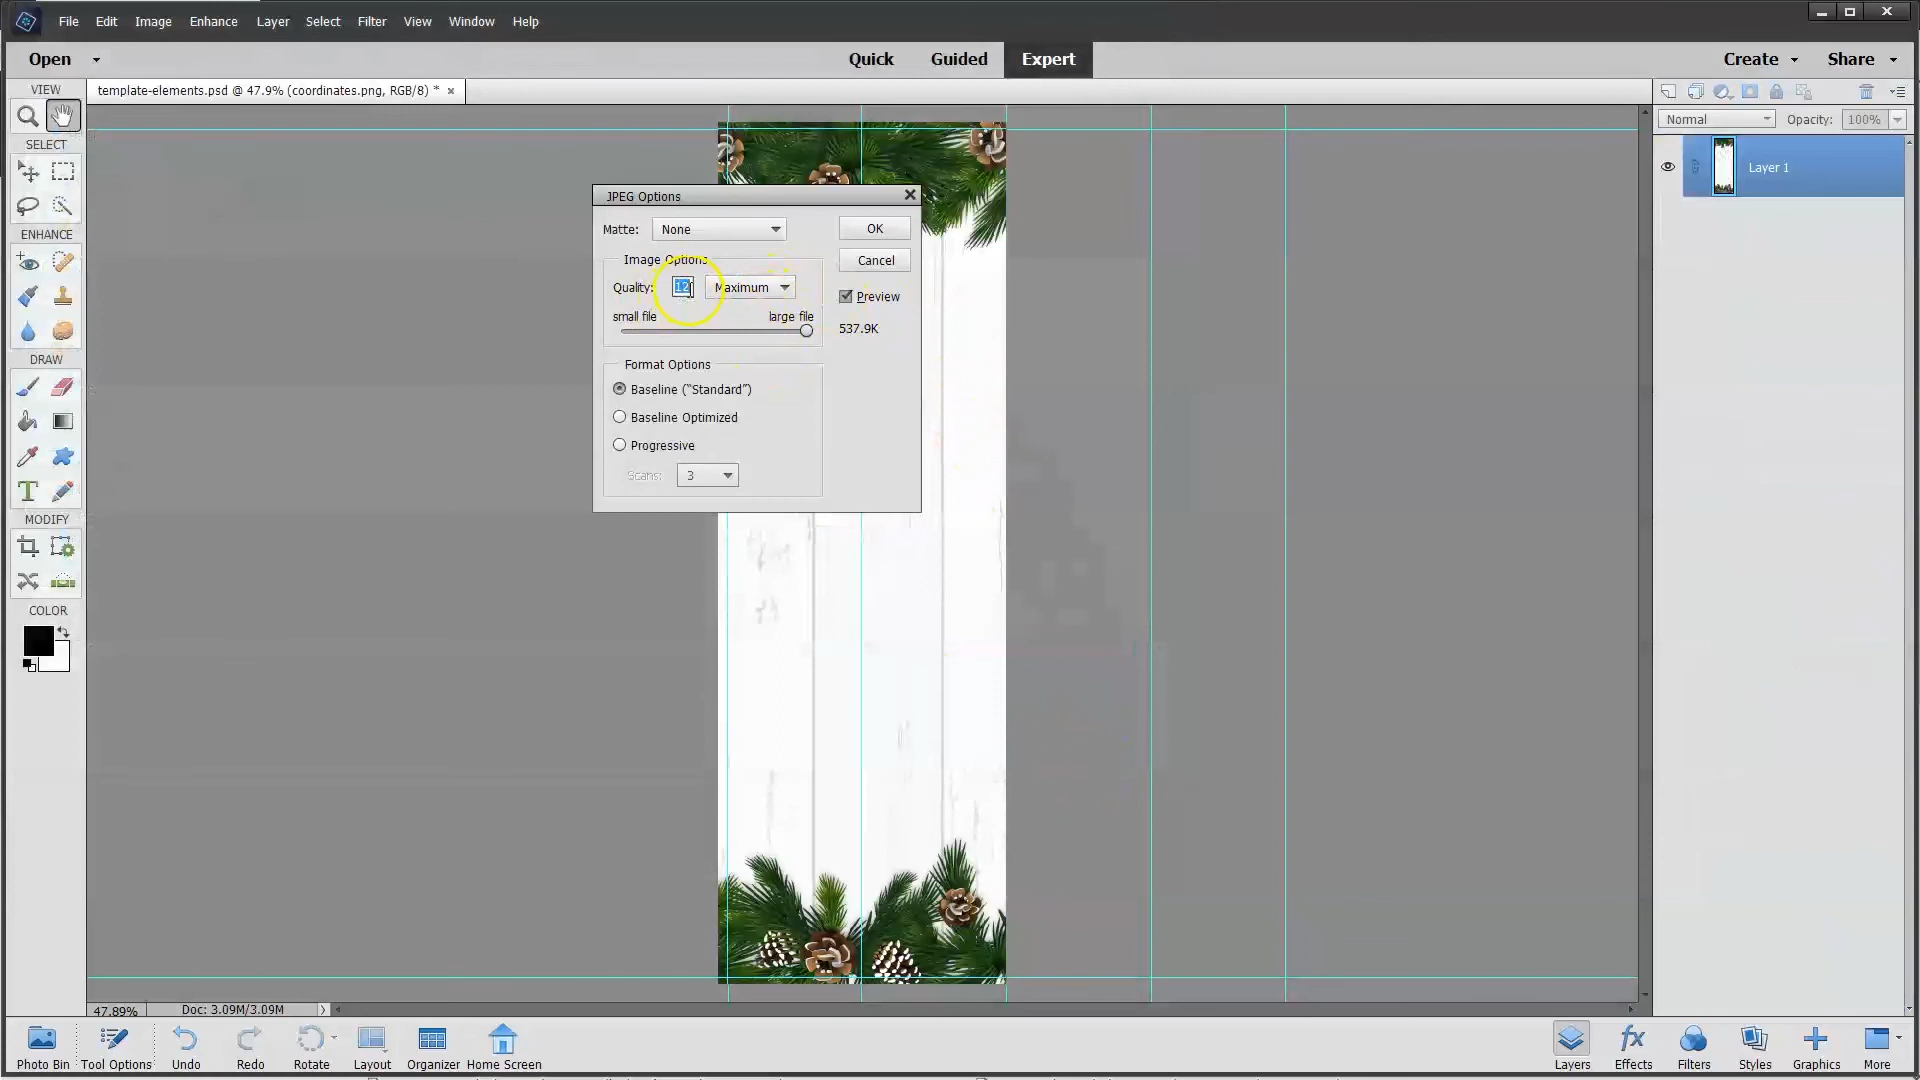 File Edit Image Enhance Layer Select Filter View Window Help
Open Quick Guided Expert Create Share
VIEW
template-elements.psd @ 47.9% (coordinates.png, RGB/8) * ×
Normal Opacity: 100%
SELECT
Layer 1
JPEG Options
Matte: None OK
ENHANCE
Image Options Cancel
Quality: 12 Maximum
Preview
small file large file
537.9K
DRAW
Format Options
Baseline (“Standard”)
Baseline Optimized
Progressive
Scans: 3
T
MODIFY
COLOR
47.89% Doc: 3.09M/3.09M
Photo Bin Tool Options Undo Redo Rotate Layout Organizer Home Screen Layers Effects Filters Styles Graphics More